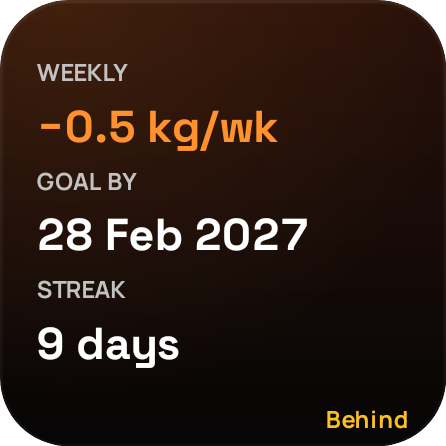 WEEKLY
−0.5 kg/wk
GOAL BY
28 Feb 2027
STREAK
9 days
Behind